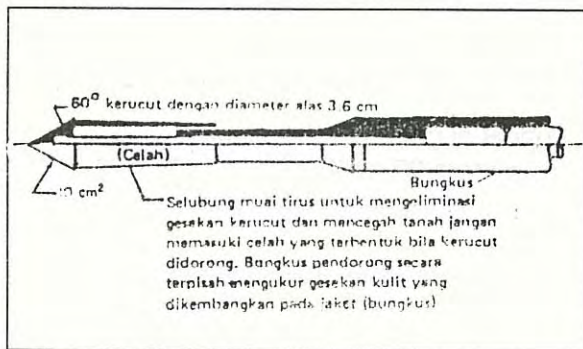 60° kerucut dengan diameter alas 3.6 cm
(Celah)
10 cm²
Bungkus
Selubung muai tirus untuk mengeliminasi
gesekan kerucut dan mencegah tanah jangan
memasuki celah yang terbentuk bila kerucut
didorong. Bungkus pendorong secara
terpisah mengukur gesekan kulit yang
dikembangkan pada jaket (bungkus)